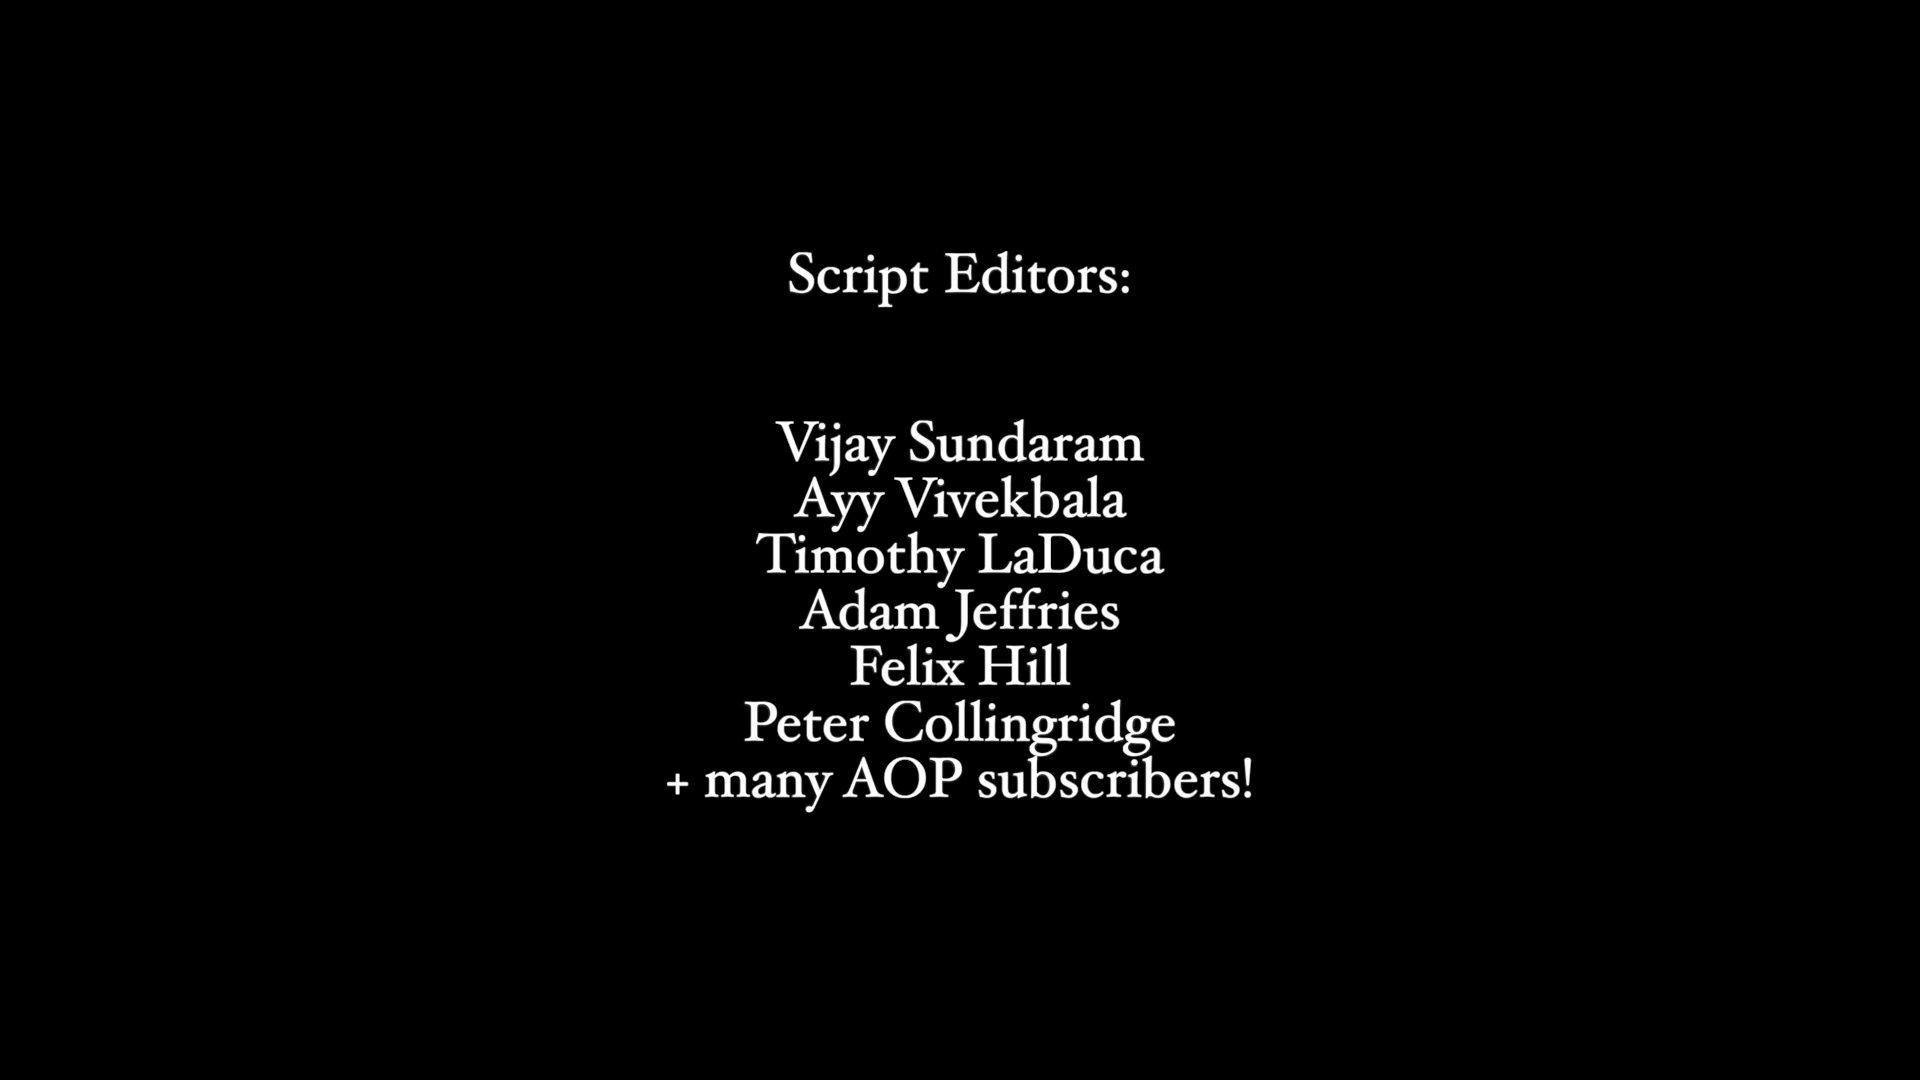 Script Editors:
Vijay Sundaram
Ayy Vivekbala
Timothy LaDuca
Adam Jeffries
Felix Hill
Peter Collingridge
+ many AOP subscribers!